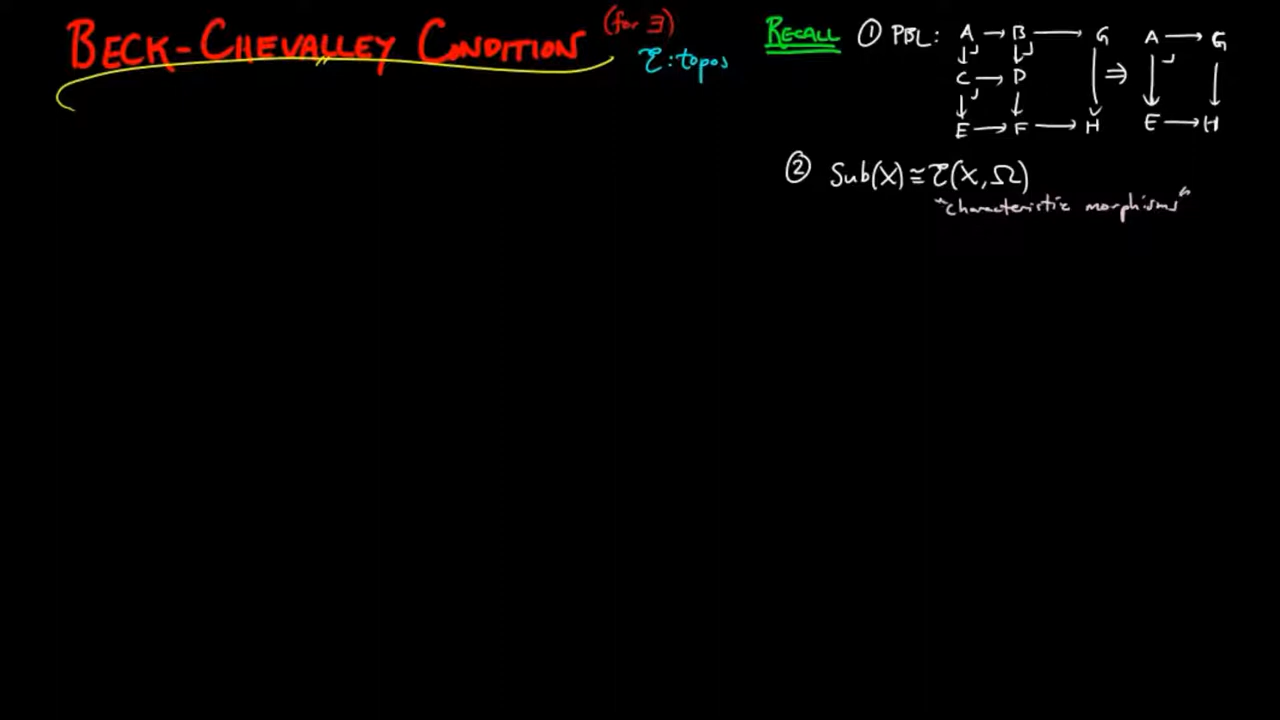 BECK-CHEVALLEY CONDITION (for ∃)
ℰ: topos
RECALL ① PBL: A → B → G ⇒ A → G
C → D
E → F → H E → H
② Sub(X) ≅ ℰ(X, Ω)
"characteristic morphisms"